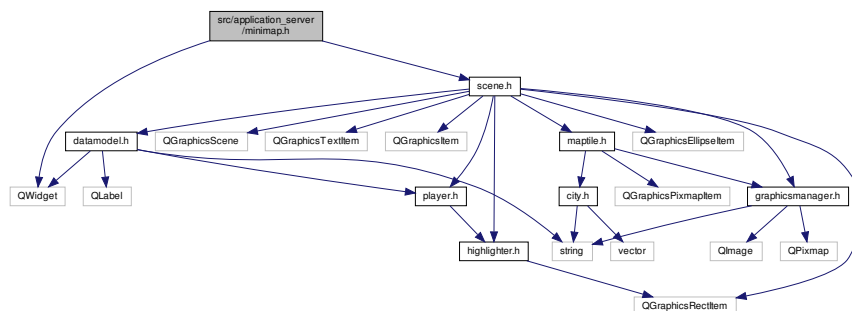 src/application_server
/minimap.h
scene.h
datamodel.h
QGraphicsScene
QGraphicsTextItem
QGraphicsItem
maptile.h
QGraphicsEllipseItem
QWidget
QLabel
player.h
city.h
QGraphicsPixmapItem
graphicsmanager.h
highlighter.h
string
vector
QImage
QPixmap
QGraphicsRectItem